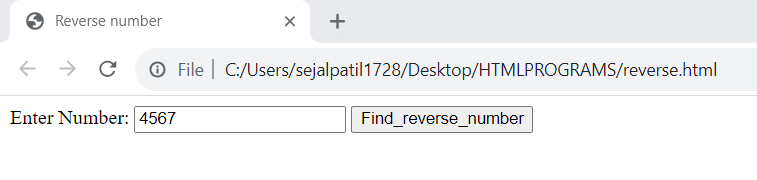 Reverse number
File C:/Users/sejalpatil1728/Desktop/HTMLPROGRAMS/reverse.html
Enter Number: 4567 Find_reverse_number